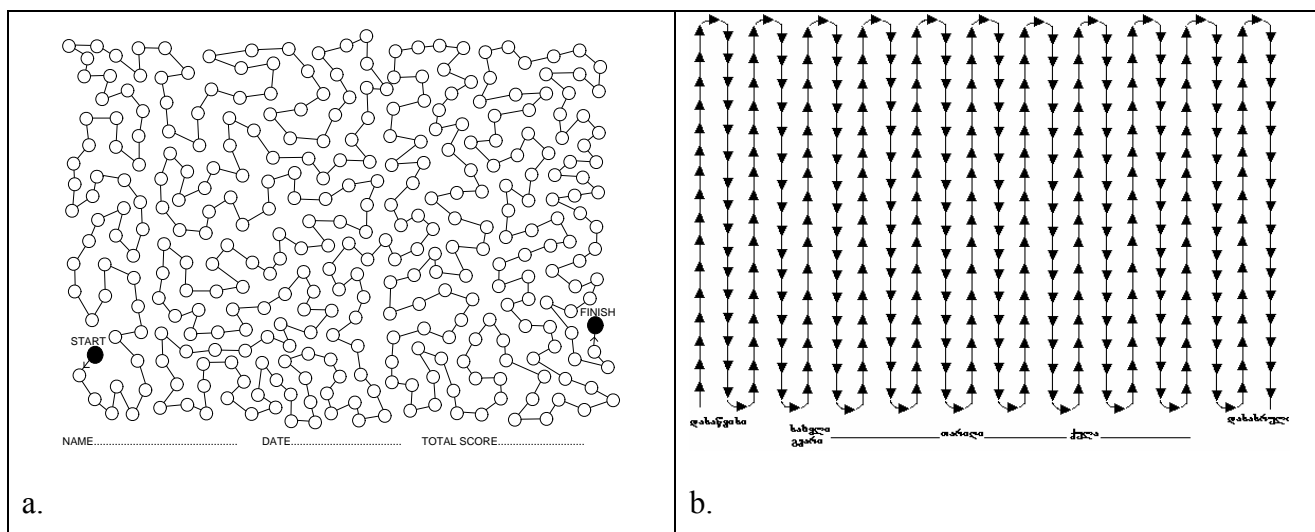 START
FINISH
NAME.......................................... DATE................................ TOTAL SCORE.........................
a.
დასაწყისი დასასრული
სახელი
გვარი თარიღი ქულა
b.